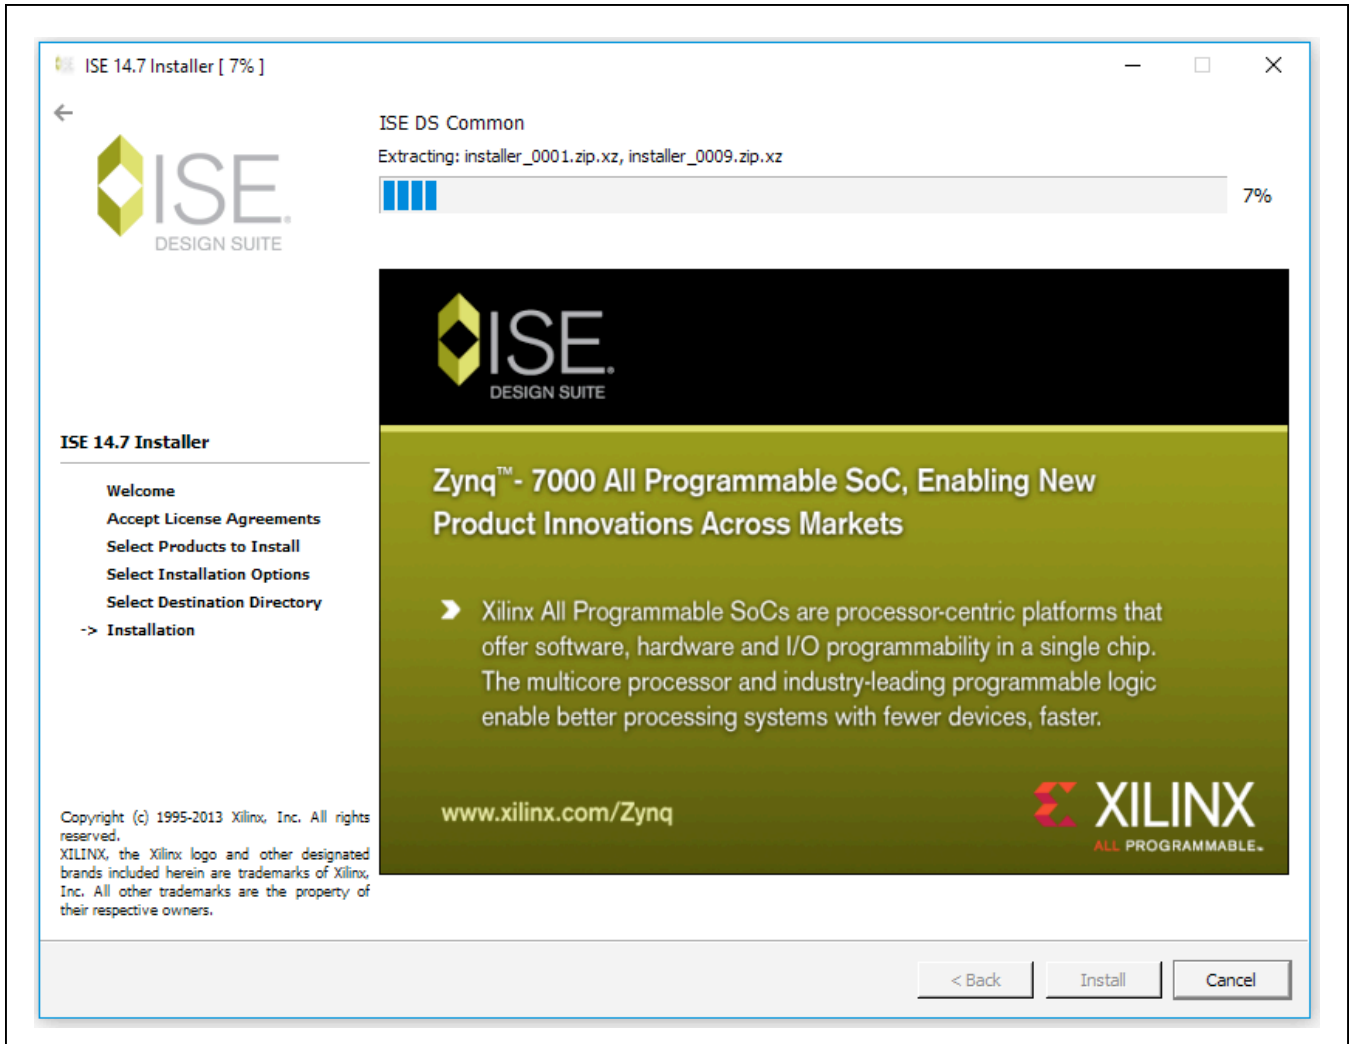 ISE 14.7 Installer [ 7% ]
ISE DS Common
Extracting: installer_0001.zip.xz, installer_0009.zip.xz
7%
ISE.
DESIGN SUITE
ISE.
DESIGN SUITE
ISE 14.7 Installer
Welcome
Accept License Agreements
Select Products to Install
Select Installation Options
Select Destination Directory
-> Installation
Zynq™- 7000 All Programmable SoC, Enabling New
Product Innovations Across Markets
Xilinx All Programmable SoCs are processor-centric platforms that
offer software, hardware and I/O programmability in a single chip.
The multicore processor and industry-leading programmable logic
enable better processing systems with fewer devices, faster.
www.xilinx.com/Zynq
XILINX
ALL PROGRAMMABLE™
Copyright (c) 1995-2013 Xilinx, Inc. All rights
reserved.
XILINX, the Xilinx logo and other designated
brands included herein are trademarks of Xilinx,
Inc. All other trademarks are the property of
their respective owners.
< Back
Install
Cancel